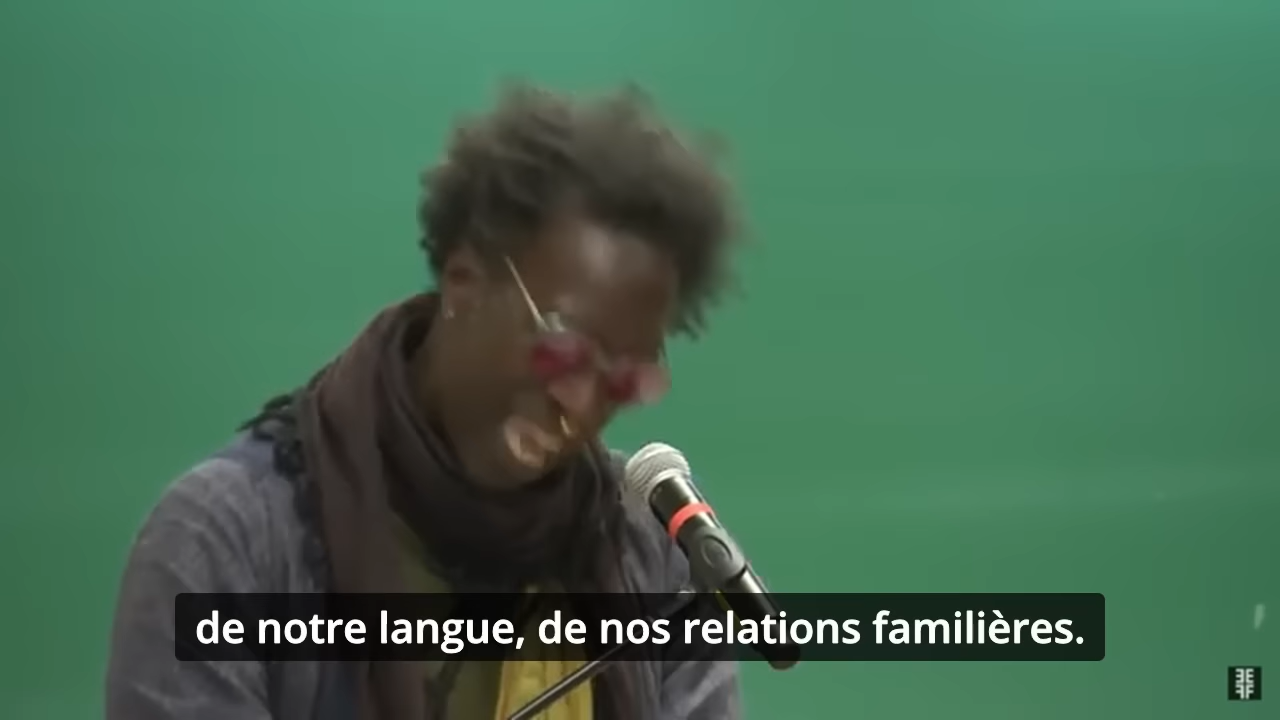 de notre langue, de nos relations familières.